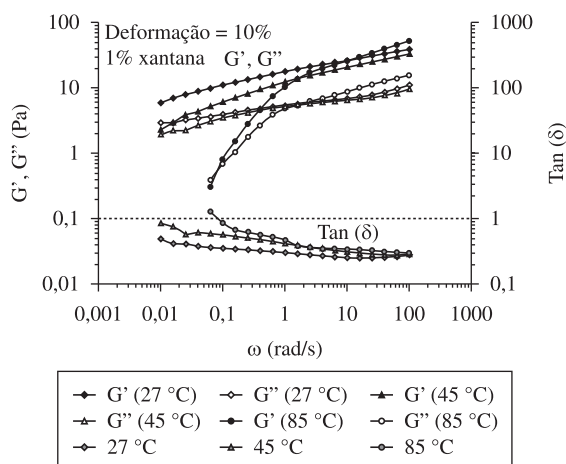 Deformação = 10%
1% xantana G’, G’’
100
10
1
0,1
0,01
G’, G’’ (Pa)
1000
100
10
1
0,1
Tan (δ)
Tan (δ)
0,001 0,01 0,1 1 10 100 1000
ω (rad/s)
G’ (27 °C) G’’ (27 °C) G’ (45 °C)
G’’ (45 °C) G’ (85 °C) G’’ (85 °C)
27 °C 45 °C 85 °C